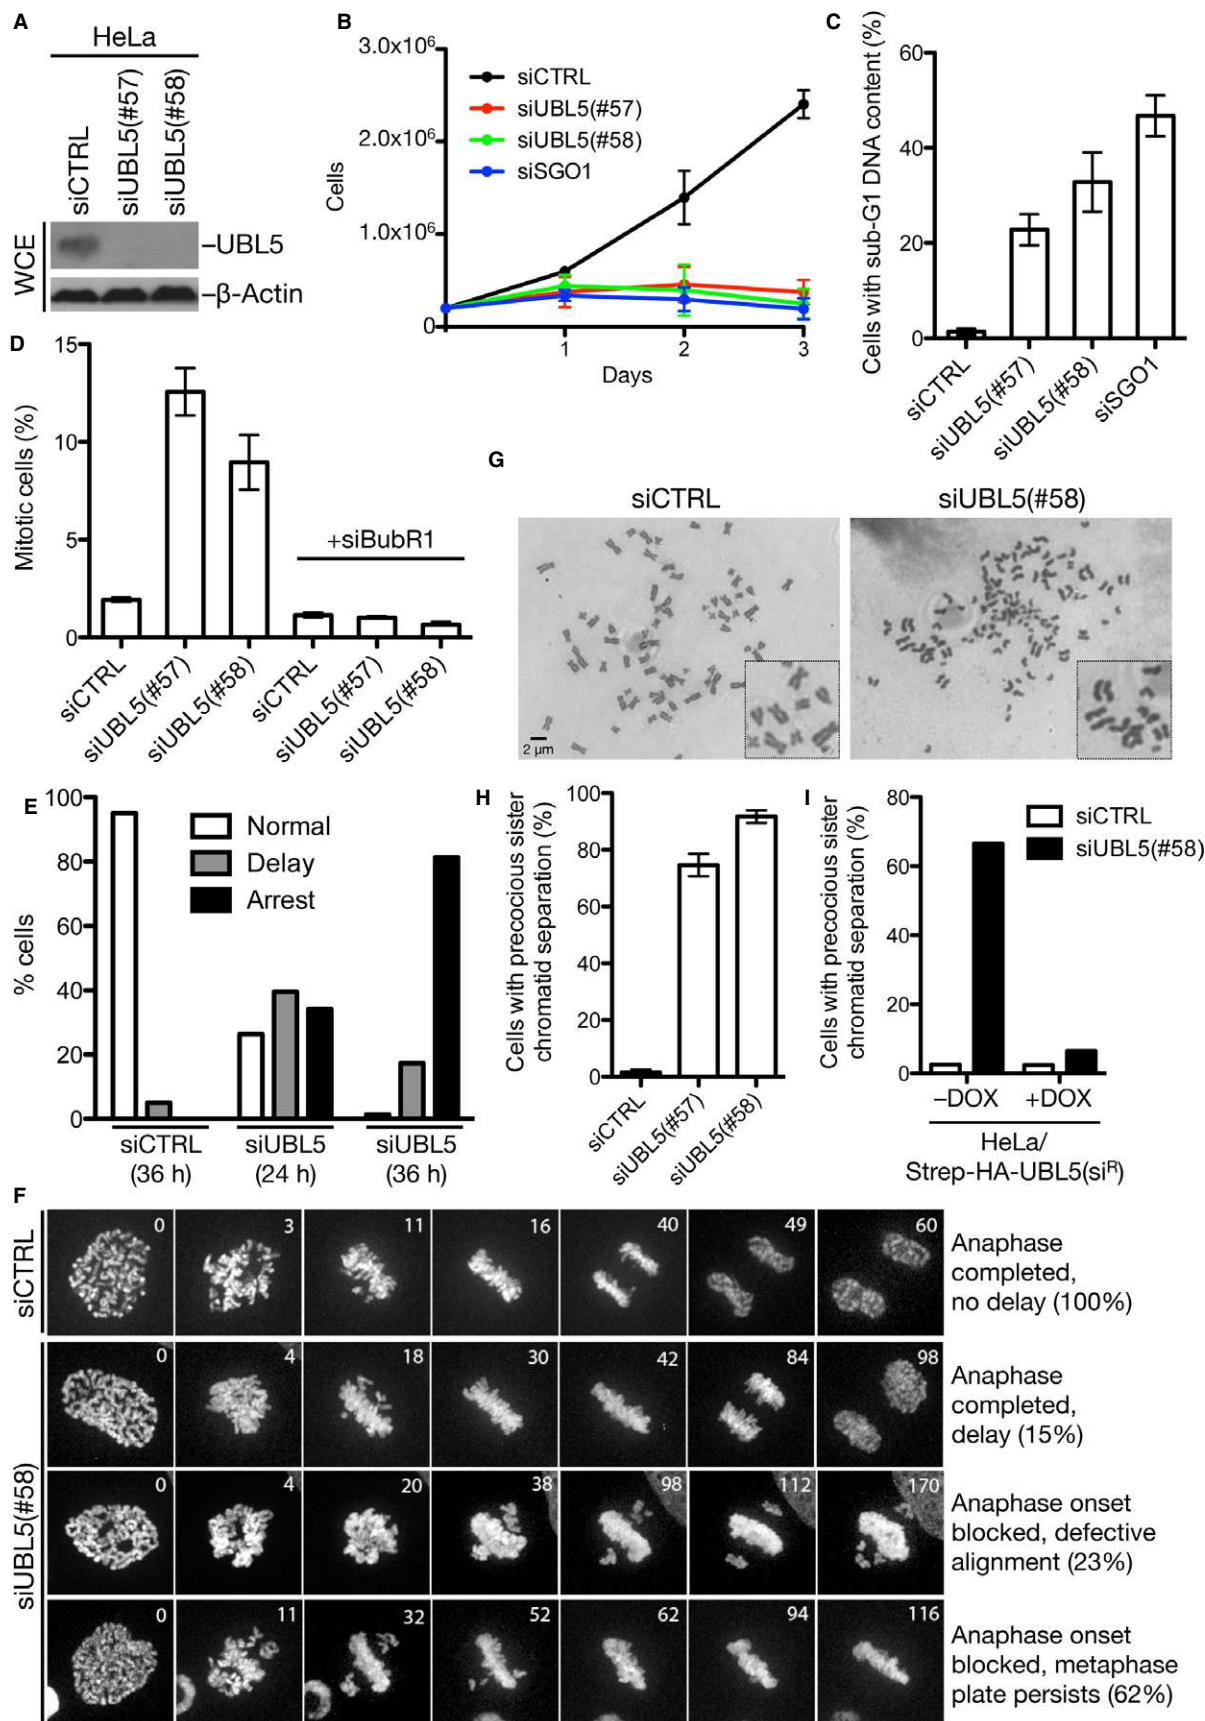 A
HeLa
siCTRL
siUBL5(#57)
siUBL5(#58)
WCE
–UBL5
–β-Actin
B
Cells
3.0x10⁶
2.0x10⁶
1.0x10⁶
0
1
2
3
Days
siCTRL
siUBL5(#57)
siUBL5(#58)
siSGO1
C
Cells with sub-G1 DNA content (%)
60
40
20
0
siCTRL
siUBL5(#57)
siUBL5(#58)
siSGO1
D
Mitotic cells (%)
15
10
5
0
+siBubR1
siCTRL
siUBL5(#57)
siUBL5(#58)
siCTRL
siUBL5(#57)
siUBL5(#58)
G
siCTRL
siUBL5(#58)
2 µm
E
% cells
100
80
60
40
20
0
Normal
Delay
Arrest
siCTRL
(36 h)
siUBL5
(24 h)
siUBL5
(36 h)
H
Cells with precocious sister
chromatid separation (%)
100
80
60
40
20
0
siCTRL
siUBL5(#57)
siUBL5(#58)
I
Cells with precocious sister
chromatid separation (%)
80
60
40
20
0
siCTRL
siUBL5(#58)
–DOX
+DOX
HeLa/
Strep-HA-UBL5(siᴿ)
F
siCTRL
0
3
11
16
40
49
60
Anaphase
completed,
no delay (100%)
siUBL5(#58)
0
4
18
30
42
84
98
Anaphase
completed,
delay (15%)
0
4
20
38
98
112
170
Anaphase onset
blocked, defective
alignment (23%)
0
11
32
52
62
94
116
Anaphase onset
blocked, metaphase
plate persists (62%)